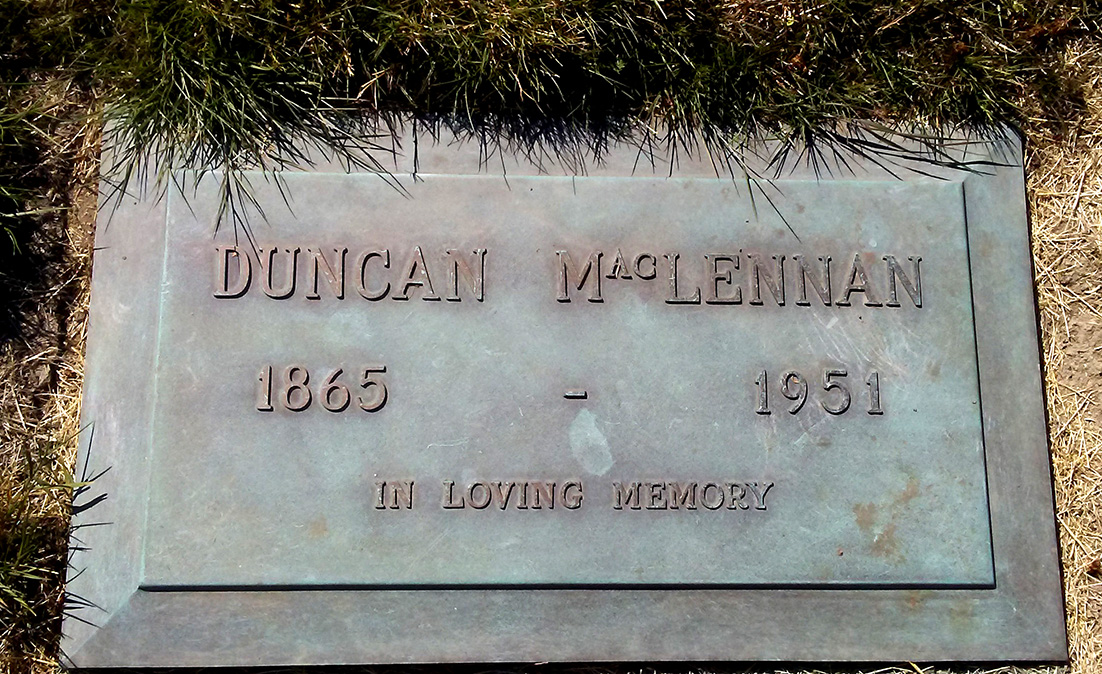 DUNCAN MACLENNAN
1865 - 1951
IN LOVING MEMORY